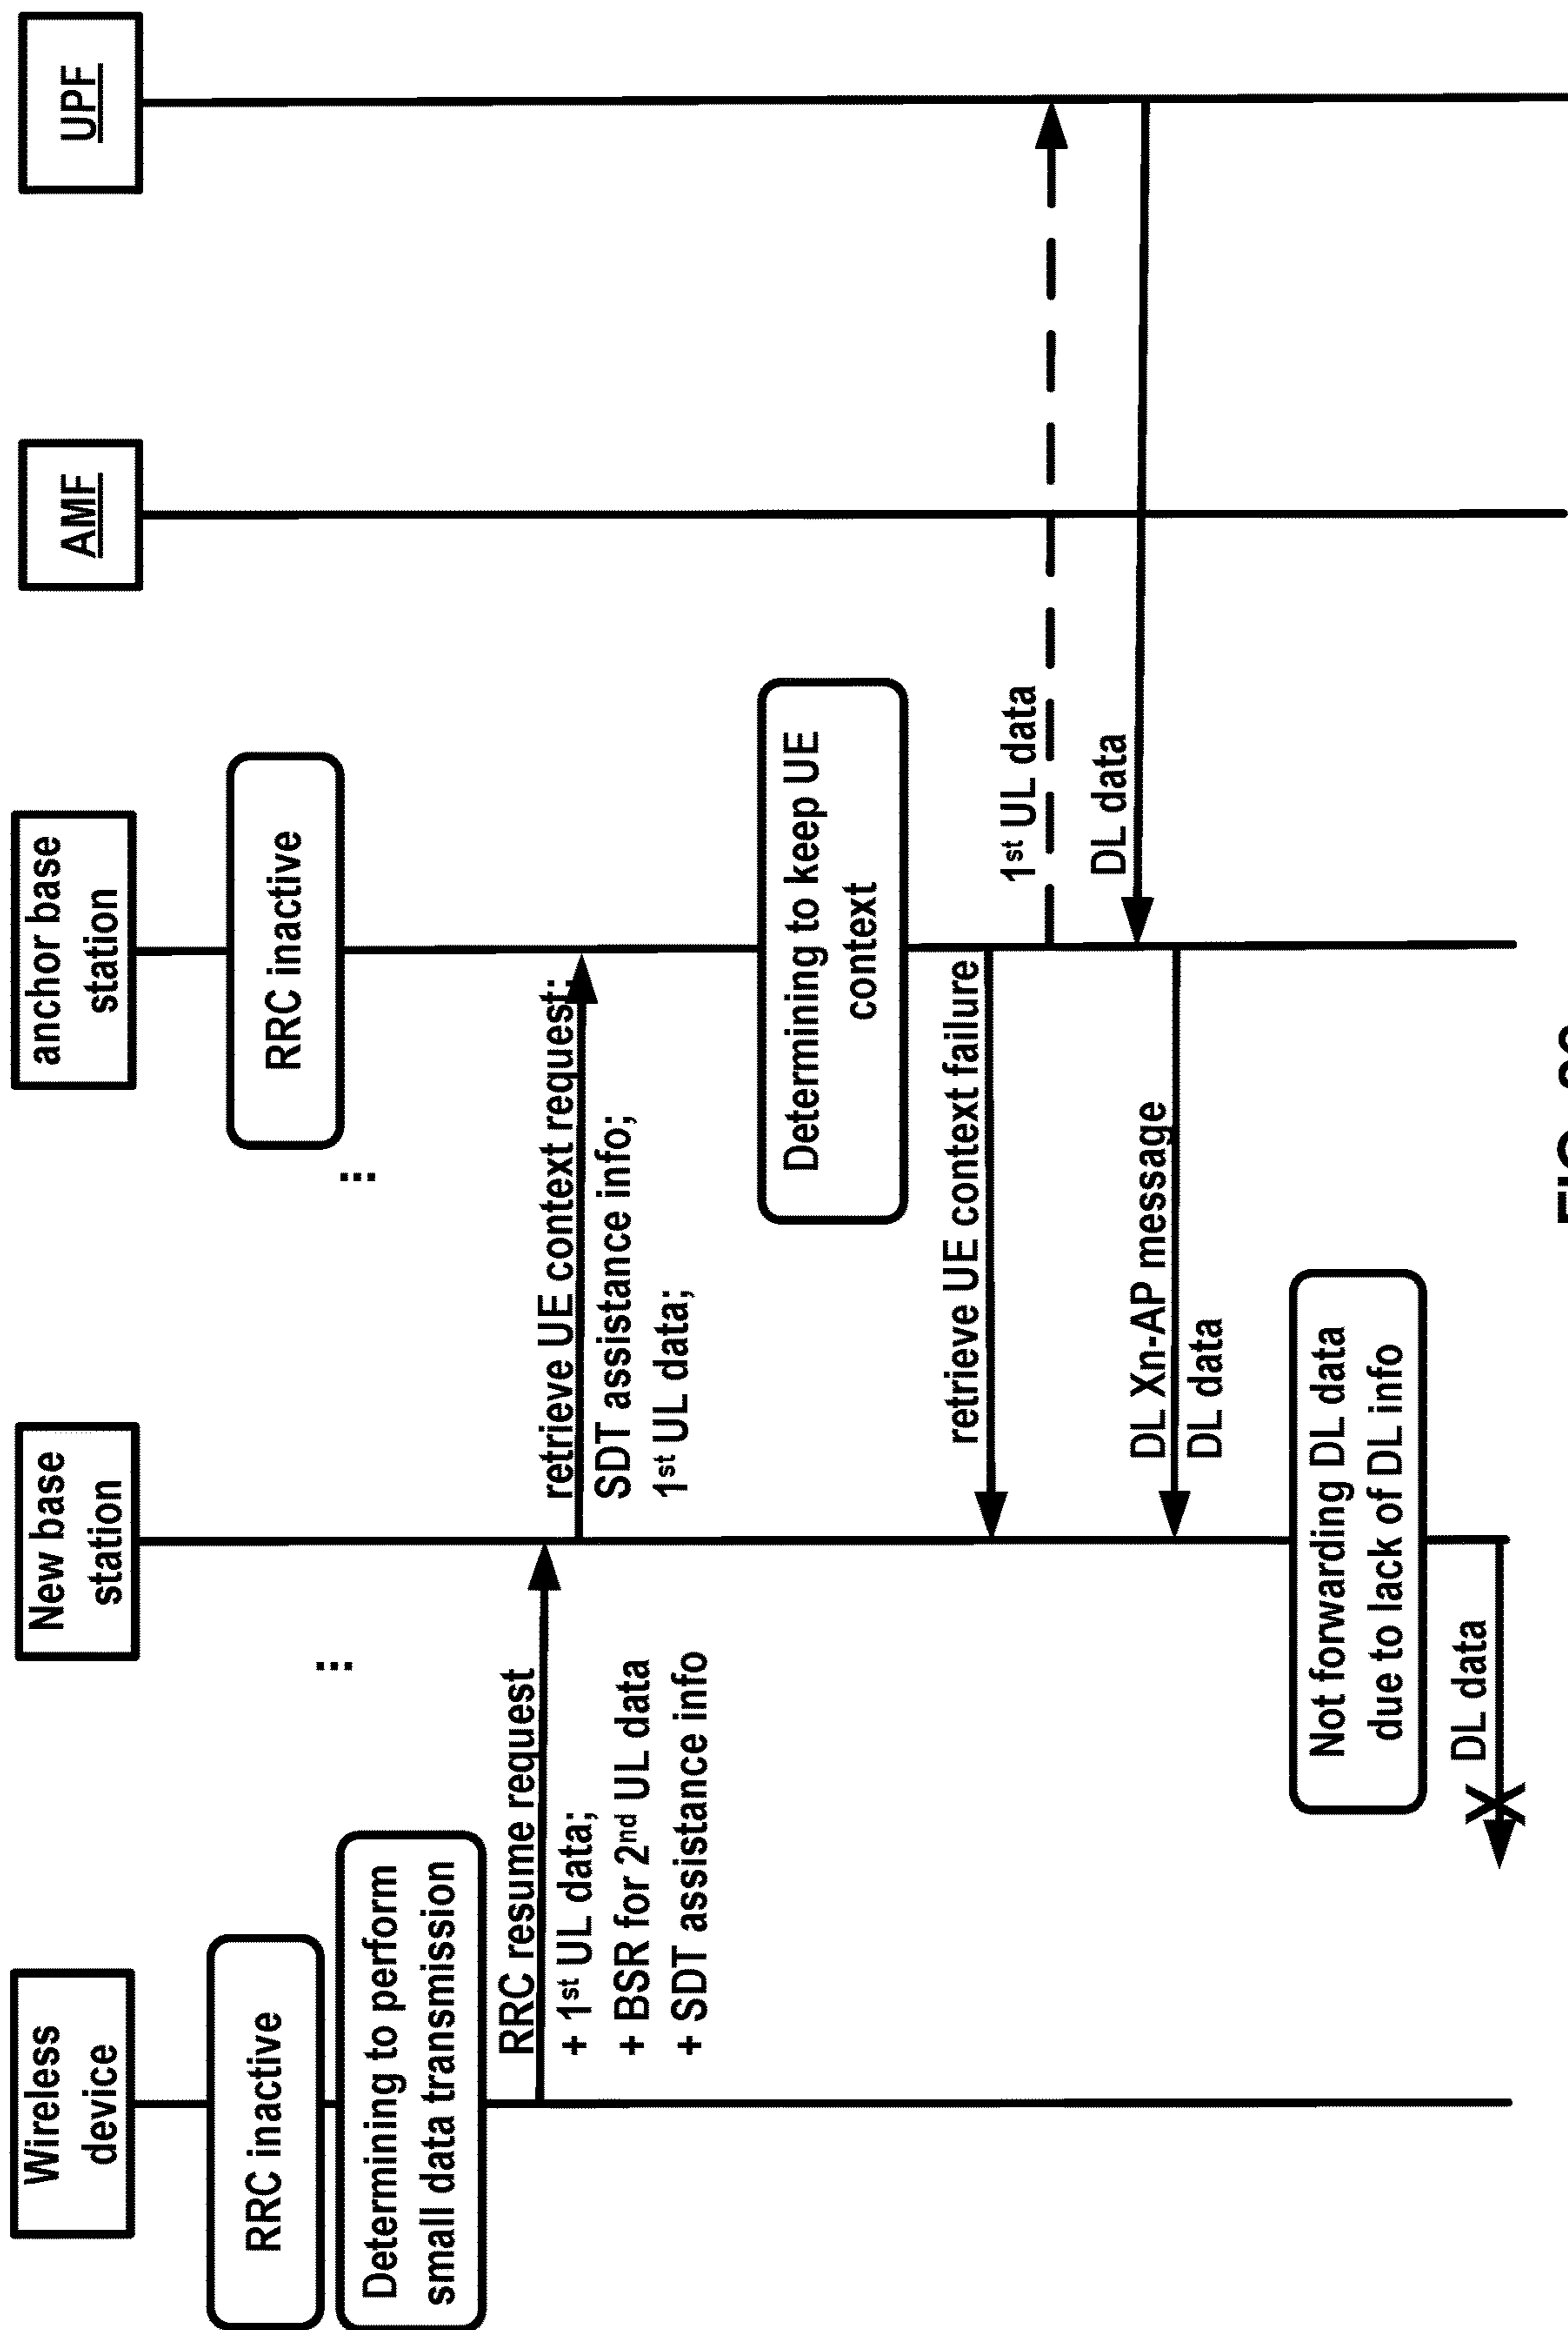 Wireless
device
New base
station
anchor base
station
AMF
UPF
RRC inactive
RRC inactive
...
...
Determining to perform
small data transmission
RRC resume request
+ 1st UL data;
+ BSR for 2nd UL data
+ SDT assistance info
retrieve UE context request;
SDT assistance info;
1st UL data;
Determining to keep UE
context
retrieve UE context failure
1st UL data
DL data
DL Xn-AP message
DL data
Not forwarding DL data
due to lack of DL info
DL data
X